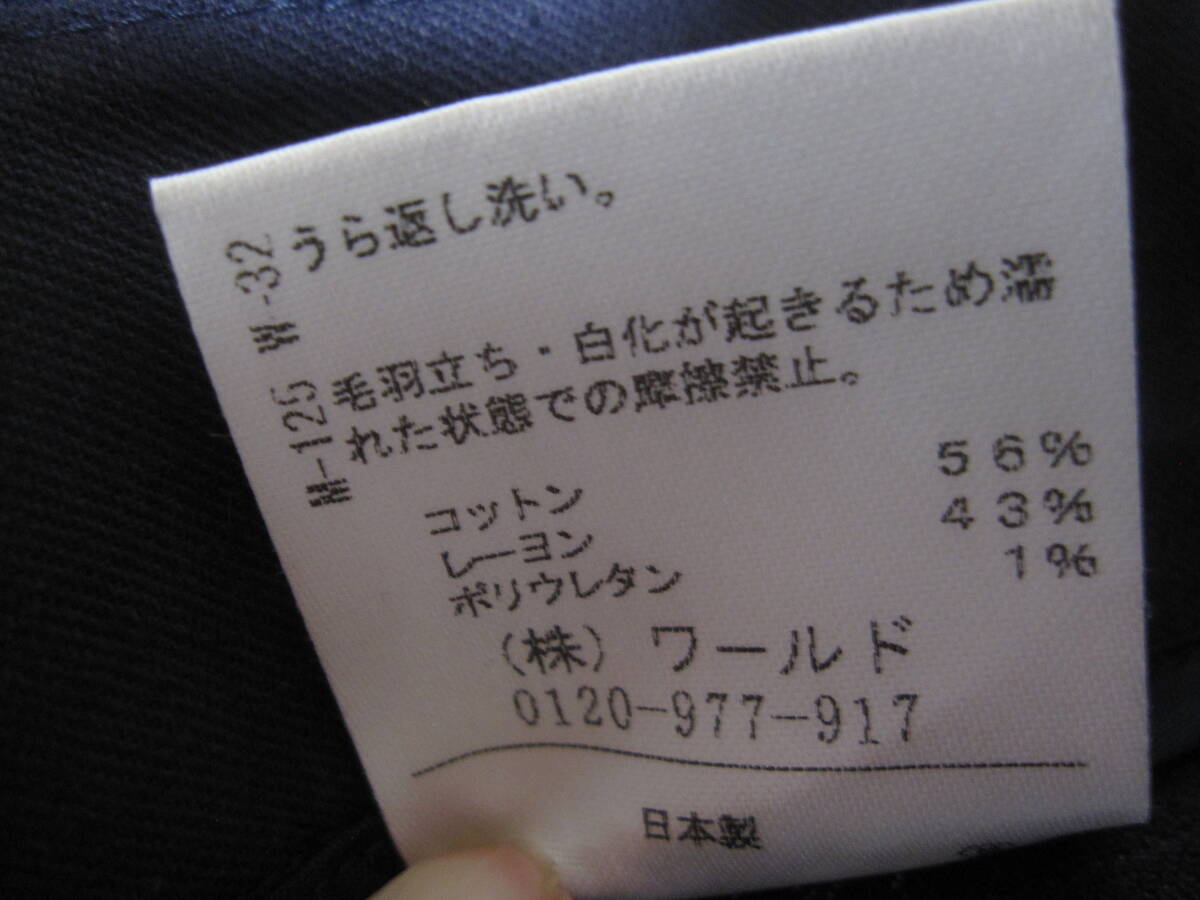 W-32 うら返し洗い。
M-125 毛羽立ち・白化が起きるため濡
れた状態での摩擦禁止。
コットン 56%
レーヨン 43%
ポリウレタン 1%
(株) ワールド
0120-977-917
日本製